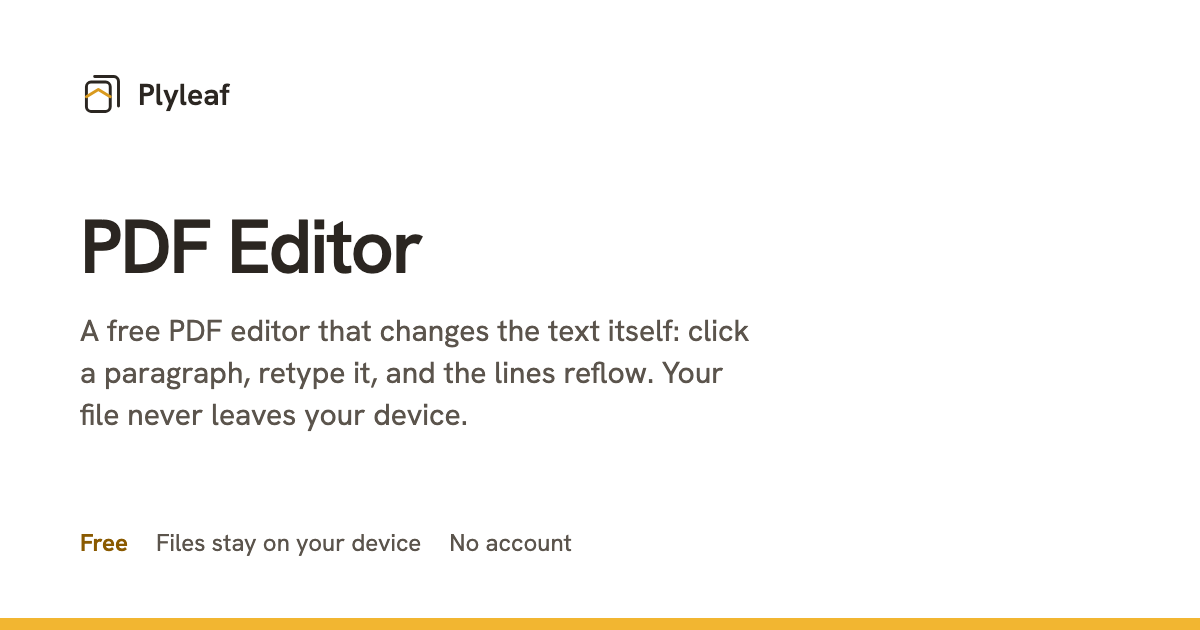 Plyleaf
PDF Editor
A free PDF editor that changes the text itself: click
a paragraph, retype it, and the lines reflow. Your
file never leaves your device.
Free Files stay on your device No account